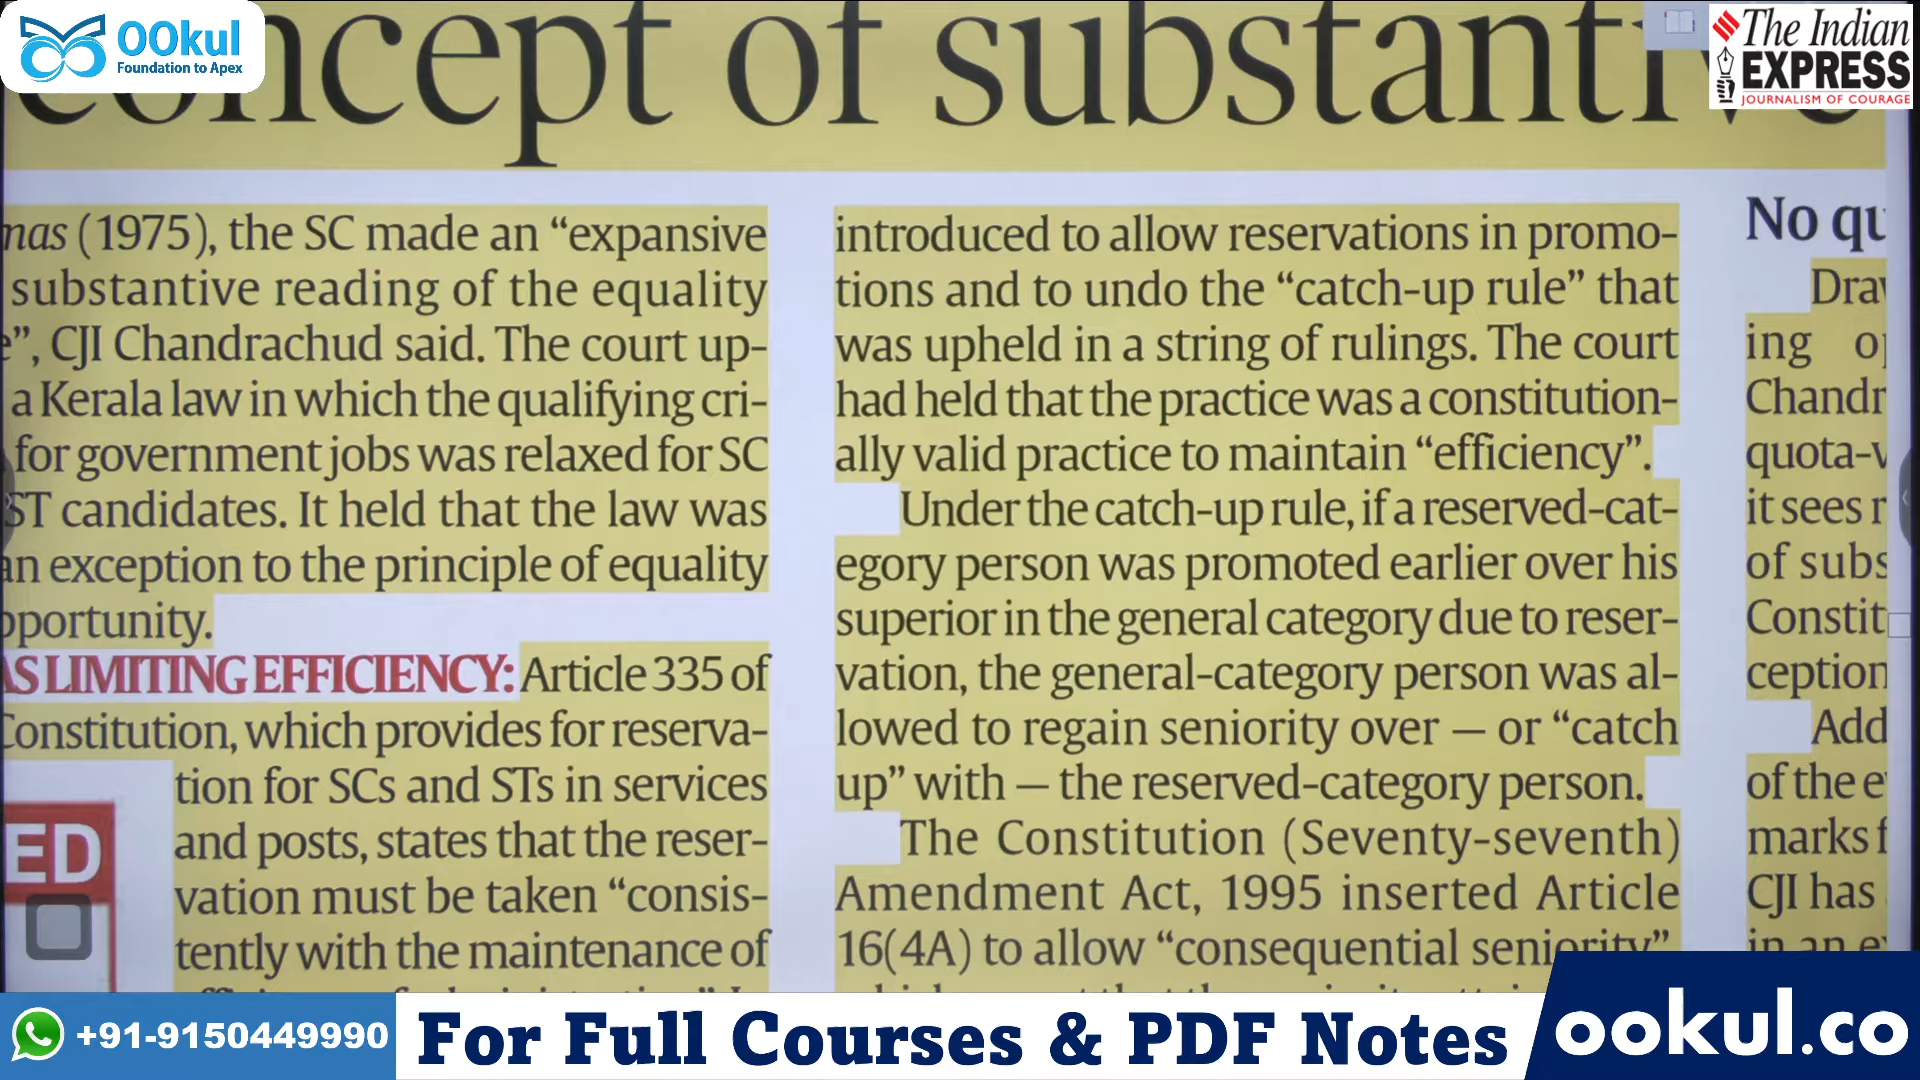 OOkul
Foundation to Apex
concept of substantive
The Indian
EXPRESS
JOURNALISM OF COURAGE
mas (1975), the SC made an “expansive
substantive reading of the equality
e”, CJI Chandrachud said. The court up-
a Kerala law in which the qualifying cri-
for government jobs was relaxed for SC
ST candidates. It held that the law was
an exception to the principle of equality
pportunity.
AS LIMITING EFFICIENCY: Article 335 of
Constitution, which provides for reserva-
tion for SCs and STs in services
and posts, states that the reser-
vation must be taken “consis-
tently with the maintenance of
ED
introduced to allow reservations in promo-
tions and to undo the “catch-up rule” that
was upheld in a string of rulings. The court
had held that the practice was a constitution-
ally valid practice to maintain “efficiency”.
Under the catch-up rule, if a reserved-cat-
egory person was promoted earlier over his
superior in the general category due to reser-
vation, the general-category person was al-
lowed to regain seniority over — or “catch
up” with — the reserved-category person.
The Constitution (Seventy-seventh)
Amendment Act, 1995 inserted Article
16(4A) to allow “consequential seniority”
No qu
Draw
ing op
Chandr
quota-v
it sees r
of subs
Constit
ception
Add
of the e
marks f
CJI has
in an e
+91-9150449990
For Full Courses & PDF Notes
ookul.co